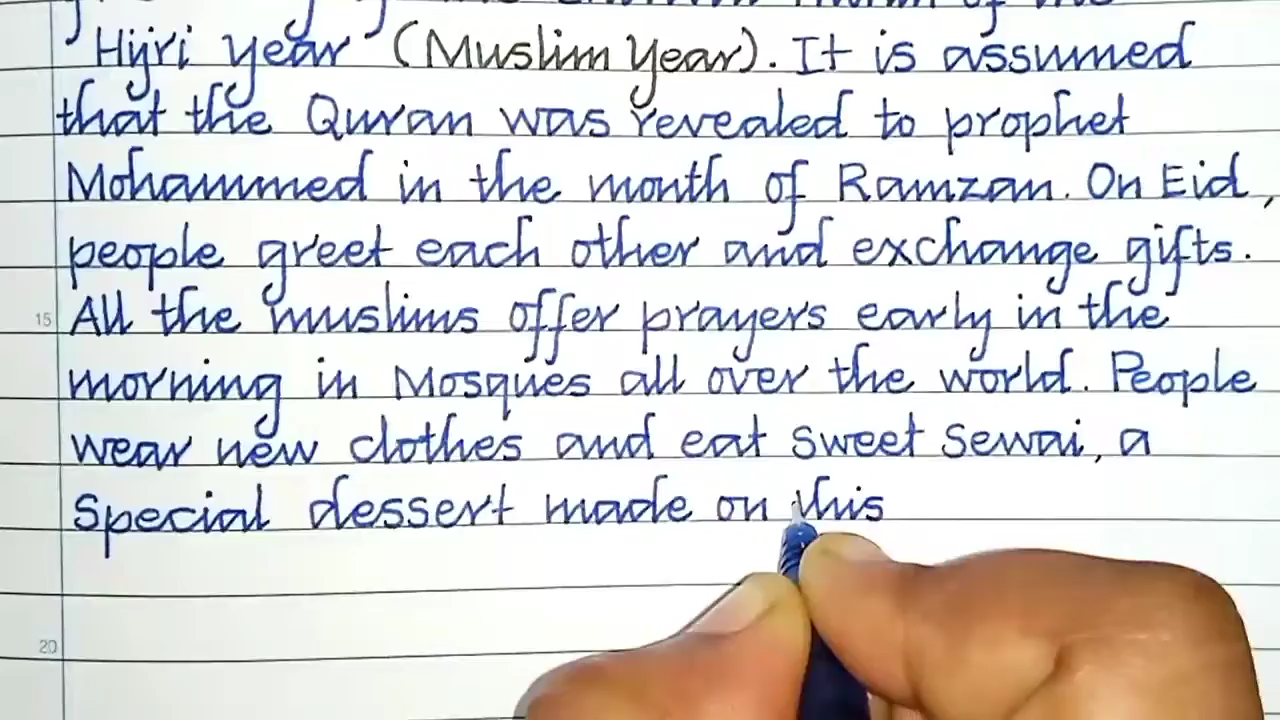 Hijri year (Muslim Year). It is assumed
that the Quran was revealed to prophet
Mohammed in the month of Ramzan. On Eid,
people greet each other and exchange gifts.
15 All the muslims offer prayers early in the
morning in Mosques all over the world. People
wear new clothes and eat sweet Sewai, a
Special dessert made on this
20